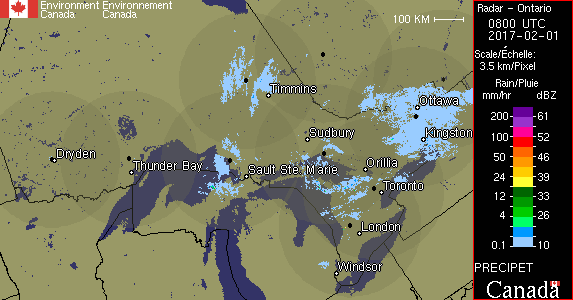 Environment Environnement
Canada Canada
Radar - Ontario
0800 UTC
2017-02-01
100 KM
Scale/Échelle:
3.5 km/Pixel
Rain/Pluie
mm/hr dBZ
200 61
100 52
50 46
24 39
12 33
4 26
0.1 10
PRECIPET
Canada
Timmins
Ottawa
Sudbury
Kingston
Dryden
Thunder Bay
Sault Ste. Marie
Orillia
Toronto
London
Windsor